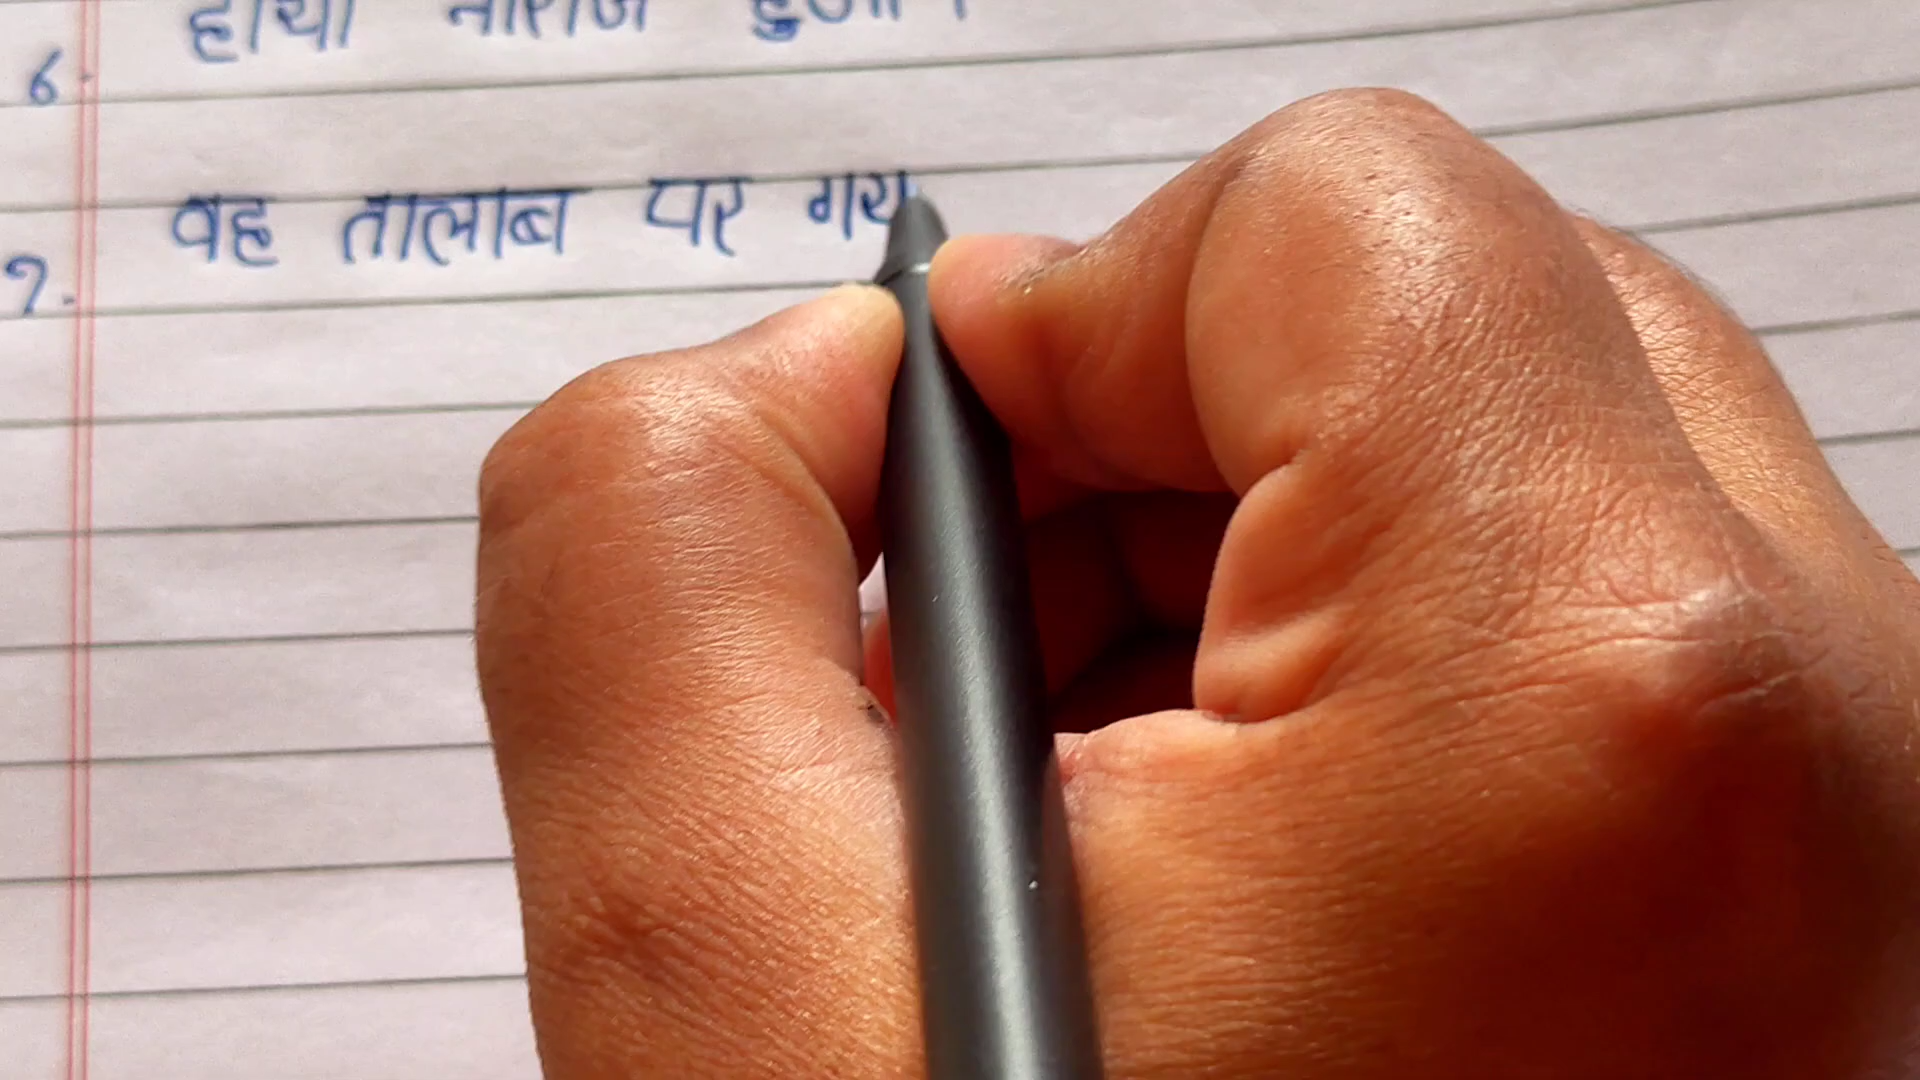 6. हाथी नाराज हुआ।
7. वह तालाब पर गय